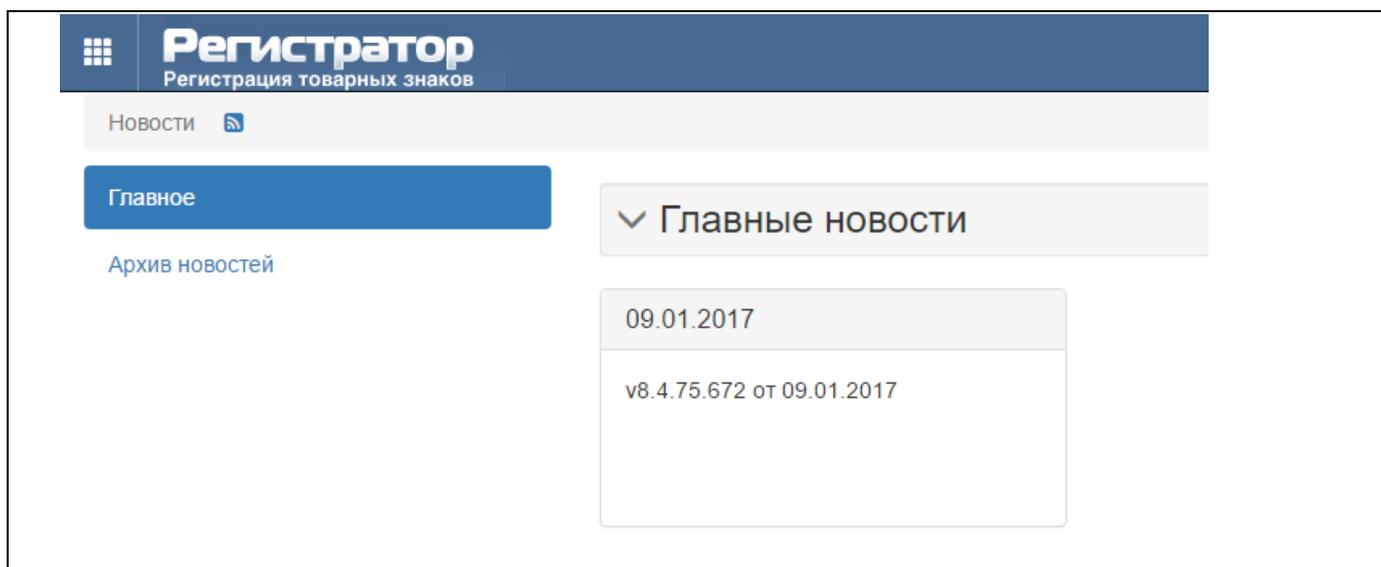 Регистратор
Регистрация товарных знаков
Новости
Главное
Архив новостей
Главные новости
09.01.2017
v8.4.75.672 от 09.01.2017